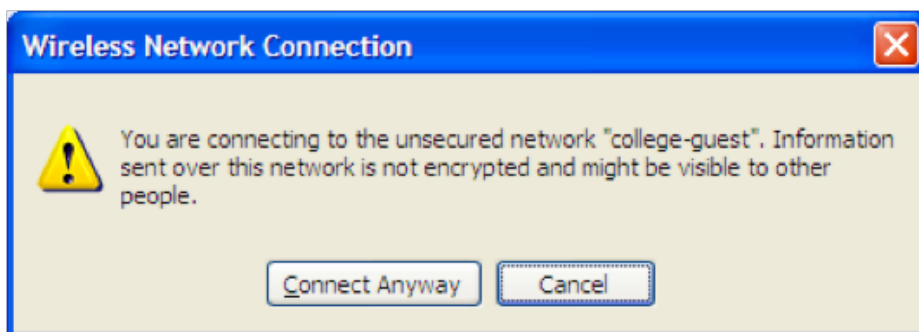 Wireless Network Connection
You are connecting to the unsecured network "college-guest". Information
sent over this network is not encrypted and might be visible to other
people.
Connect Anyway
Cancel